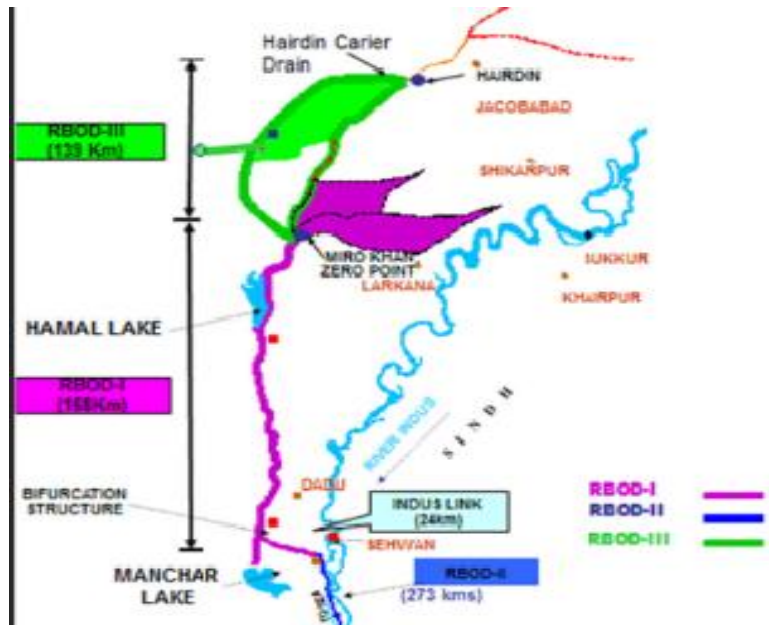 Hairdin Carier
Drain
HAIRDIN
JACOBABAD
RBOD-III
(139 Km)
SHIKARPUR
MIRO KHAN
ZERO POINT
LARKANA
SUKKUR
KHAIRPUR
HAMAL LAKE
RBOD-I
RIVER INDUS
SINDH
DADU
BIFURCATION
STRUCTURE
INDUS LINK
(24km)
SEHWAN
RBOD-I
RBOD-II
RBOD-III
MANCHAR
LAKE
RBOD-II
(273 kms)